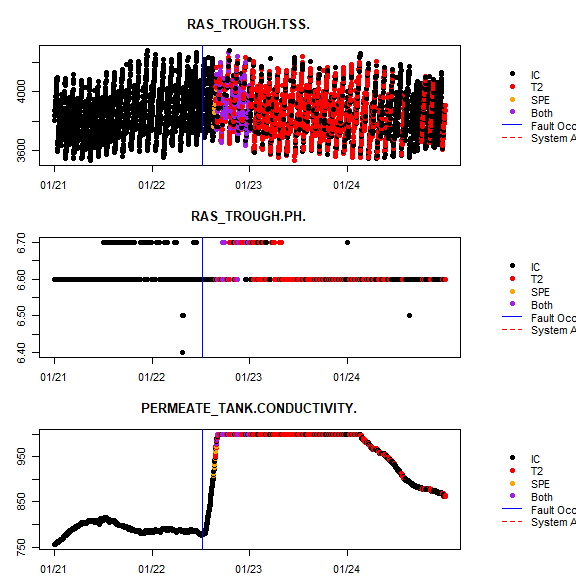 RAS_TROUGH.TSS.
4000
3600
01/21 01/22 01/23 01/24
IC
T2
SPE
Both
Fault Occ
System A
RAS_TROUGH.PH.
6.70
6.60
6.50
6.40
01/21 01/22 01/23 01/24
IC
T2
SPE
Both
Fault Occ
System A
PERMEATE_TANK.CONDUCTIVITY.
950
850
750
01/21 01/22 01/23 01/24
IC
T2
SPE
Both
Fault Occ
System A